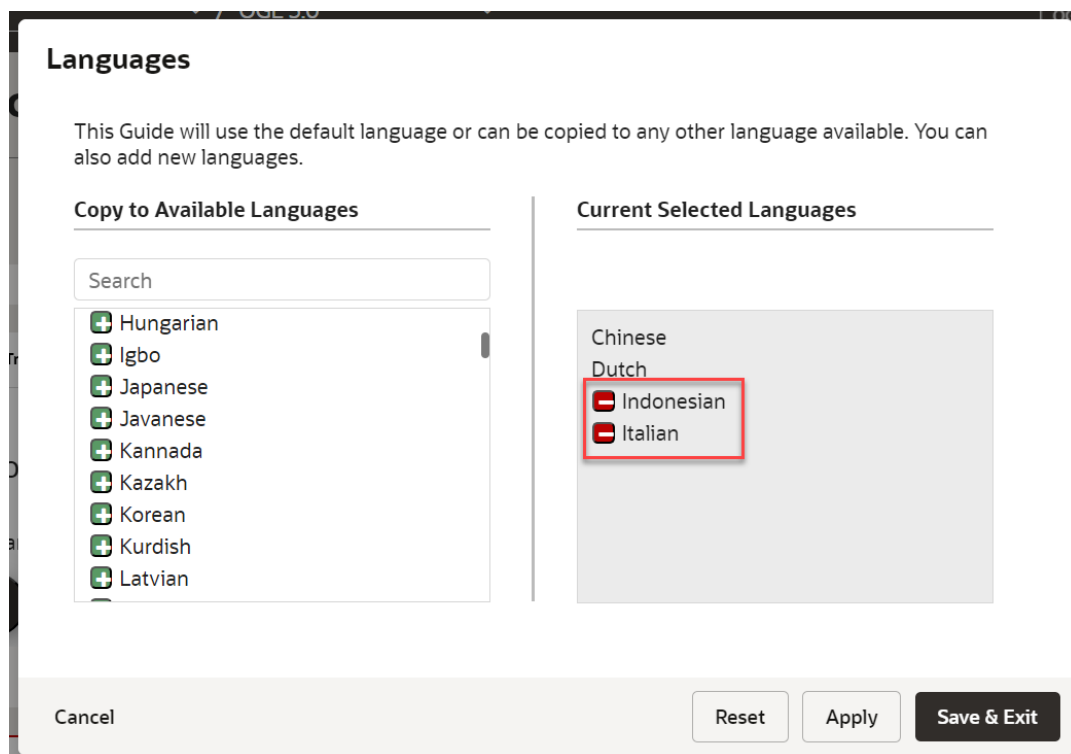 Languages
This Guide will use the default language or can be copied to any other language available. You can
also add new languages.
Copy to Available Languages
Search
Hungarian
Igbo
Japanese
Javanese
Kannada
Kazakh
Korean
Kurdish
Latvian
Current Selected Languages
Chinese
Dutch
Indonesian
Italian
Cancel
Reset
Apply
Save & Exit